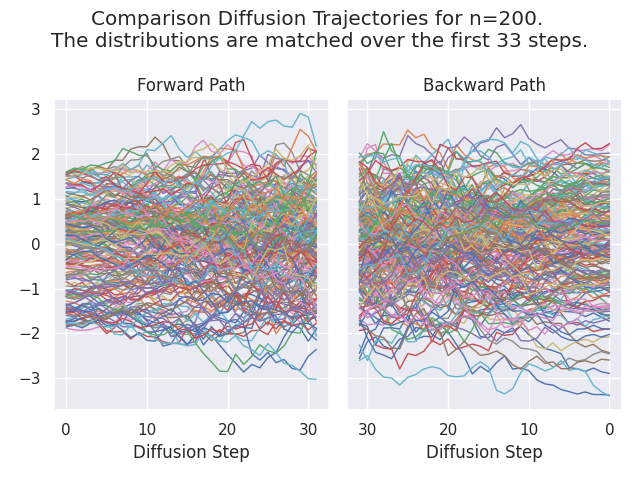 Comparison Diffusion Trajectories for n=200.
The distributions are matched over the first 33 steps.
Forward Path
Backward Path
3
2
1
0
−1
−2
−3
0 10 20 30
30 20 10 0
Diffusion Step
Diffusion Step